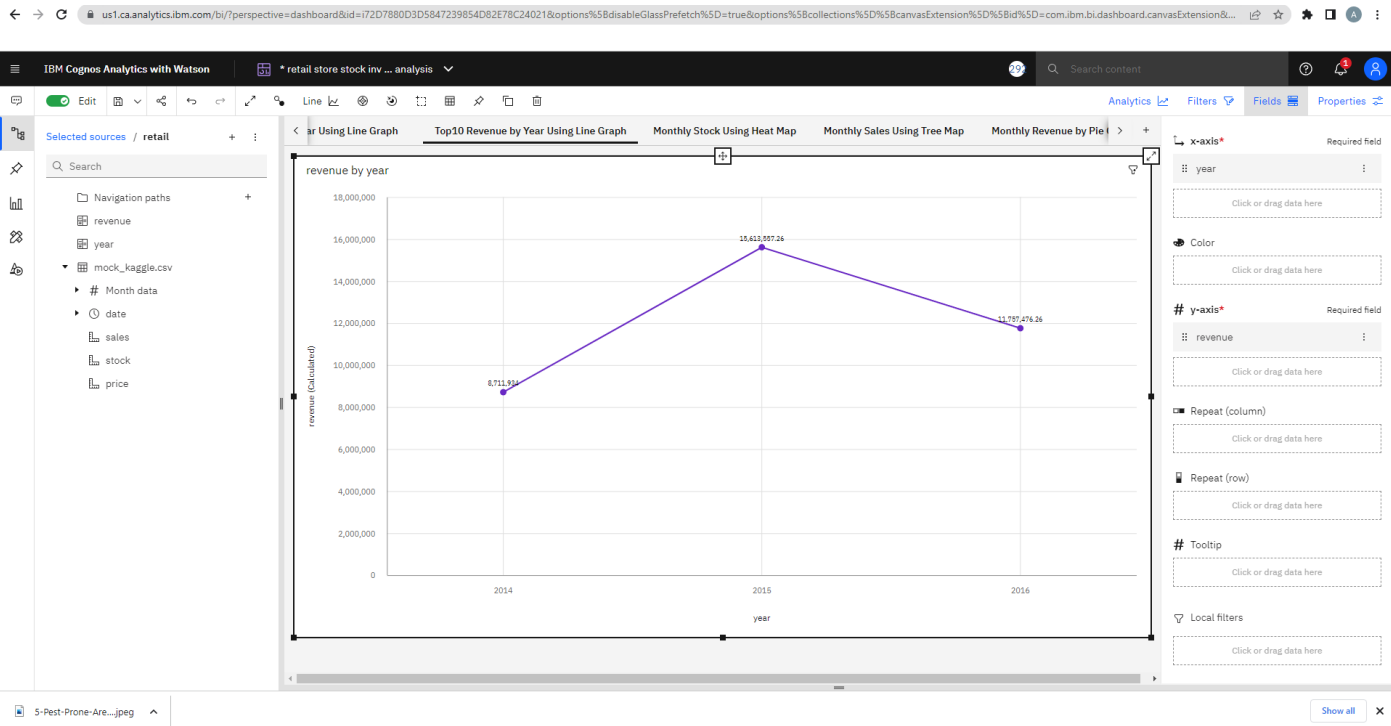 us1.ca.analytics.ibm.com/bi/?perspective=dashboard&id=i72D7880D3D5847239854D82E78C24021&options%5BdisableGlassPrefetch%5D=true&options%5Bcollections%5D%5BcanvasExtension%5D%5Bid%5D=com.ibm.bi.dashboard.canvasExtension&...
A
IBM Cognos Analytics with Watson
* retail store stock inv ... analysis
Search content
1
Edit
Line
Analytics
Filters
Fields
Properties
Selected sources / retail
ar Using Line Graph
Top10 Revenue by Year Using Line Graph
Monthly Stock Using Heat Map
Monthly Sales Using Tree Map
Monthly Revenue by Pie
Search
Navigation paths
revenue
year
mock_kaggle.csv
Month data
date
sales
stock
price
revenue by year
18,000,000
16,000,000
14,000,000
12,000,000
10,000,000
8,000,000
6,000,000
4,000,000
2,000,000
0
revenue (Calculated)
11,757,476.26
2014
2015
2016
year
x-axis*
Required field
year
Click or drag data here
Color
Click or drag data here
y-axis*
Required field
revenue
Click or drag data here
Repeat (column)
Click or drag data here
Repeat (row)
Click or drag data here
Tooltip
Click or drag data here
Local filters
Click or drag data here
5-Pest-Prone-Are....jpeg
Show all